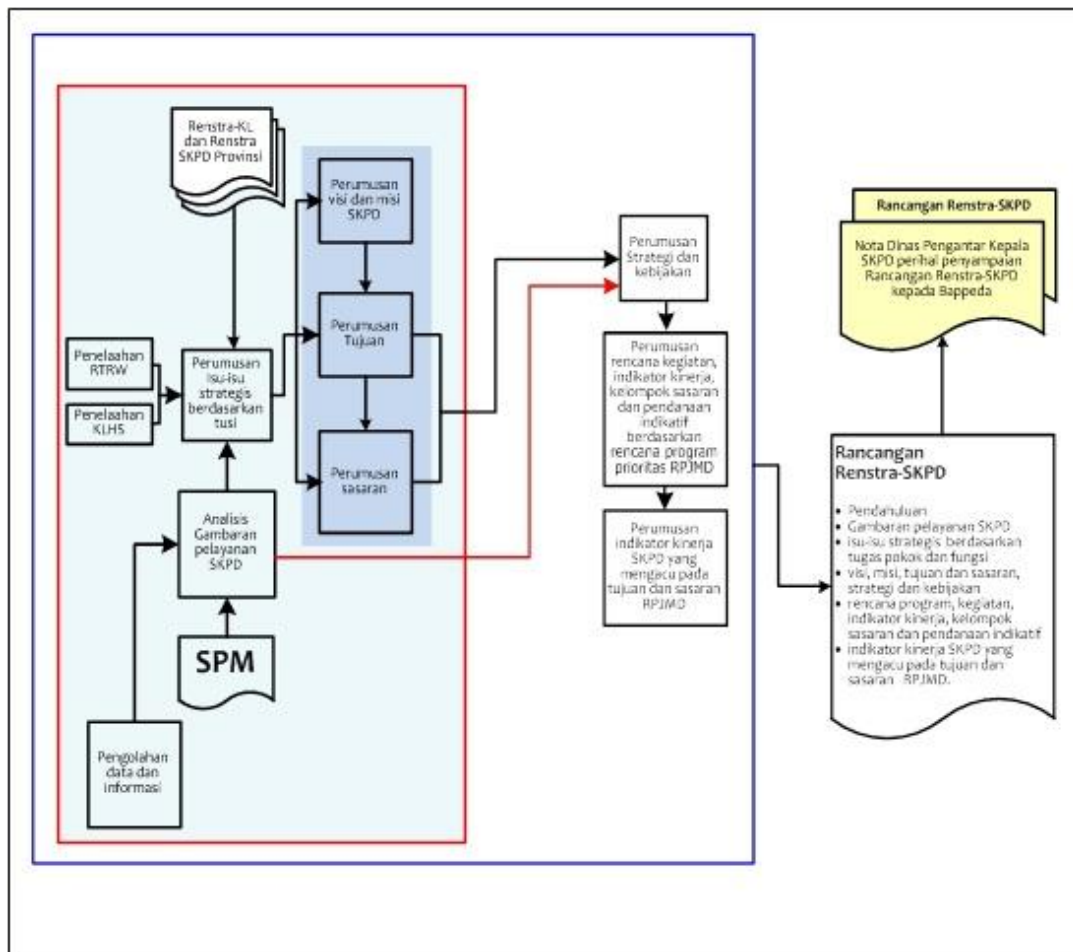 Renstra-KL
dan Renstra
SKPD Provinsi
Perumusan
visi dan misi
SKPD
Perumusan
Tujuan
Perumusan
sasaran
Penelaahan
RTRW
Penelaahan
KLHS
Perumusan
isu-isu
strategis
berdasarkan
tusi
Analisis
Gambaran
pelayanan
SKPD
SPM
Pengolahan
data dan
informasi
Perumusan
Strategi dan
kebijakan
Perumusan
rencana kegiatan,
indikator kinerja,
kelompok sasaran
dan pendanaan
indikatif
berdasarkan
rencana program
prioritas RPJMD
Perumusan
indikator kinerja
SKPD yang
mengacu pada
tujuan dan sasaran
RPJMD
Rancangan Renstra-SKPD
Nota Dinas Pengantar Kepala
SKPD perihal penyampaian
Rancangan Renstra-SKPD
kepada Bappeda
Rancangan
Renstra-SKPD
• Pendahuluan
• Gambaran pelayanan SKPD
• isu-isu strategis berdasarkan
tugas pokok dan fungsi
• visi, misi, tujuan dan sasaran,
strategi dan kebijakan
• rencana program, kegiatan,
indikator kinerja, kelompok
sasaran dan pendanaan indikatif
• indikator kinerja SKPD yang
mengacu pada tujuan dan
sasaran RPJMD.